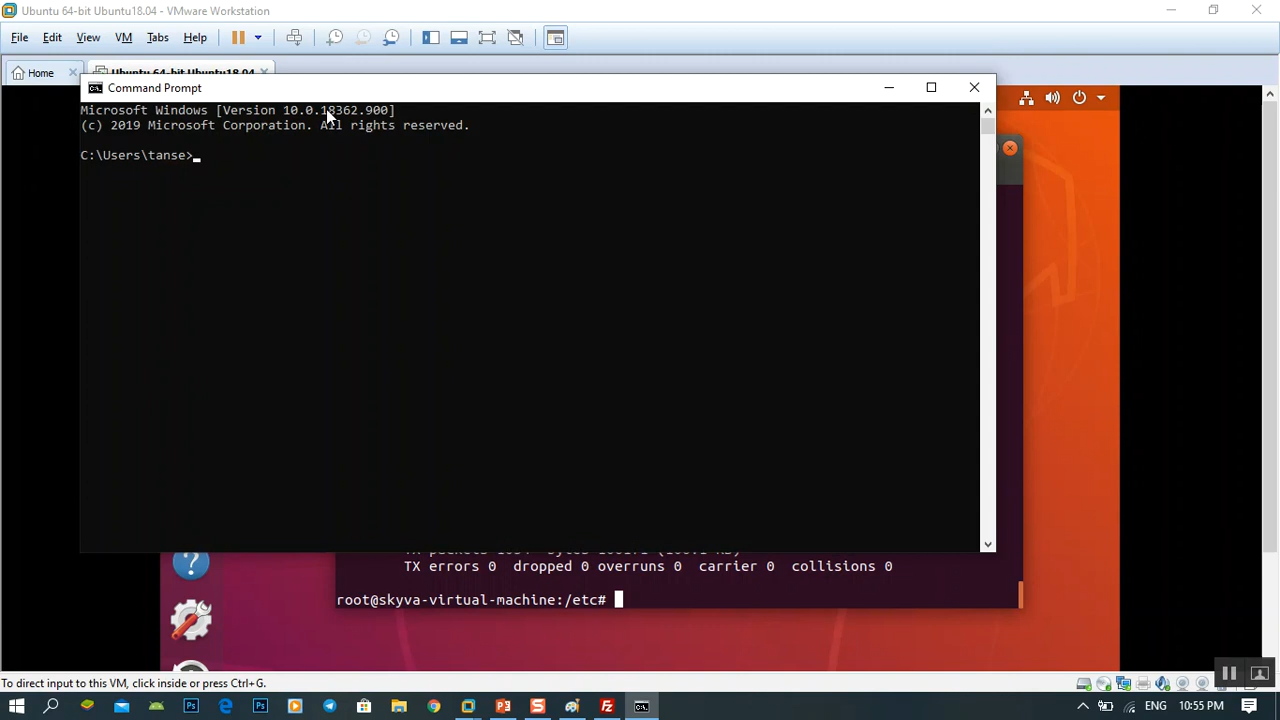 Ubuntu 64-bit Ubuntu18.04 - VMware Workstation
File Edit View VM Tabs Help
Home
Ubuntu 64-bit Ubuntu18.04
Command Prompt
Microsoft Windows [Version 10.0.18362.900]
(c) 2019 Microsoft Corporation. All rights reserved.
C:\Users\tanse>
TX errors 0 dropped 0 overruns 0 carrier 0 collisions 0
root@skyva-virtual-machine:/etc#
To direct input to this VM, click inside or press Ctrl+G.
ENG 10:55 PM